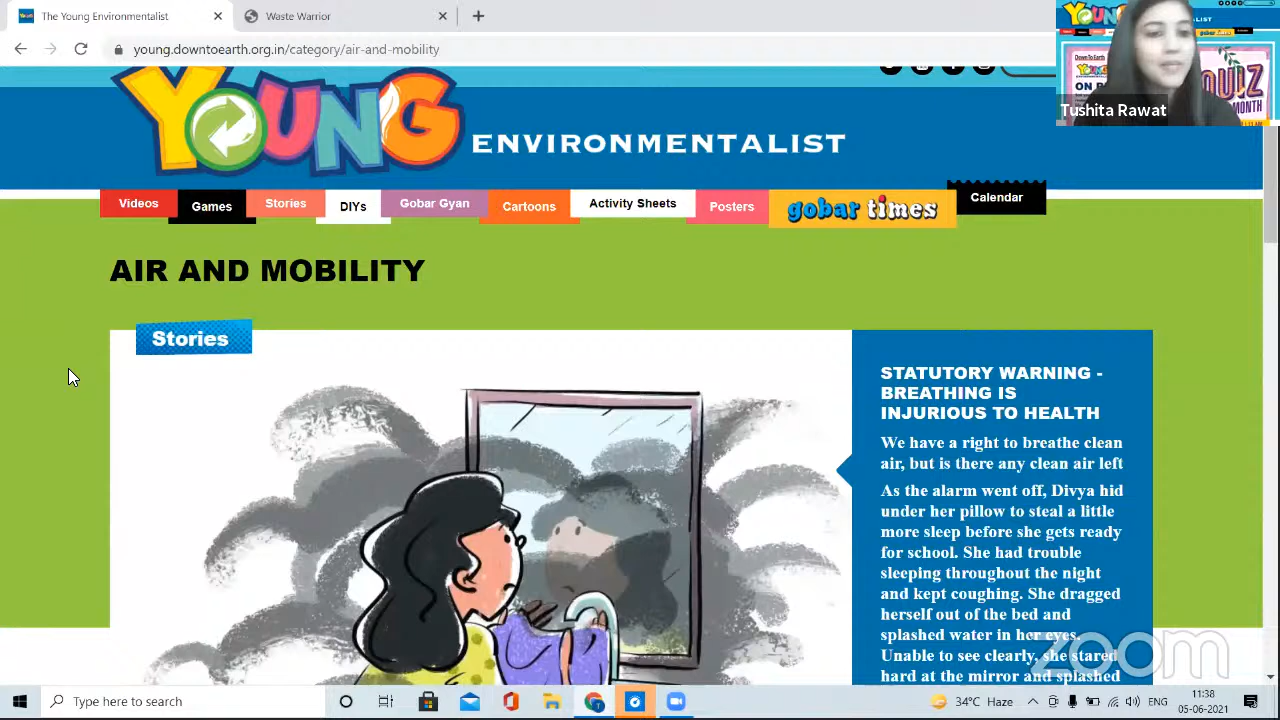 The Young Environmentalist
Waste Warrior
young.downtoearth.org.in/category/air-and-mobility
YOUNG
ENVIRONMENTALIST
Videos
Games
Stories
DIYs
Gobar Gyan
Cartoons
Activity Sheets
Posters
gobar times
Calendar
AIR AND MOBILITY
Stories
STATUTORY WARNING -
BREATHING IS
INJURIOUS TO HEALTH
We have a right to breathe clean
air, but is there any clean air left
As the alarm went off, Divya hid
under her pillow to steal a little
more sleep before she gets ready
for school. She had trouble
sleeping throughout the night
and kept coughing. She dragged
herself out of the bed and
splashed water in her eyes.
Unable to see clearly, she stared
hard at the mirror and splashed
zoom
Tushita Rawat
Type here to search
34°C Haze
ENG
11:38
05-06-2021